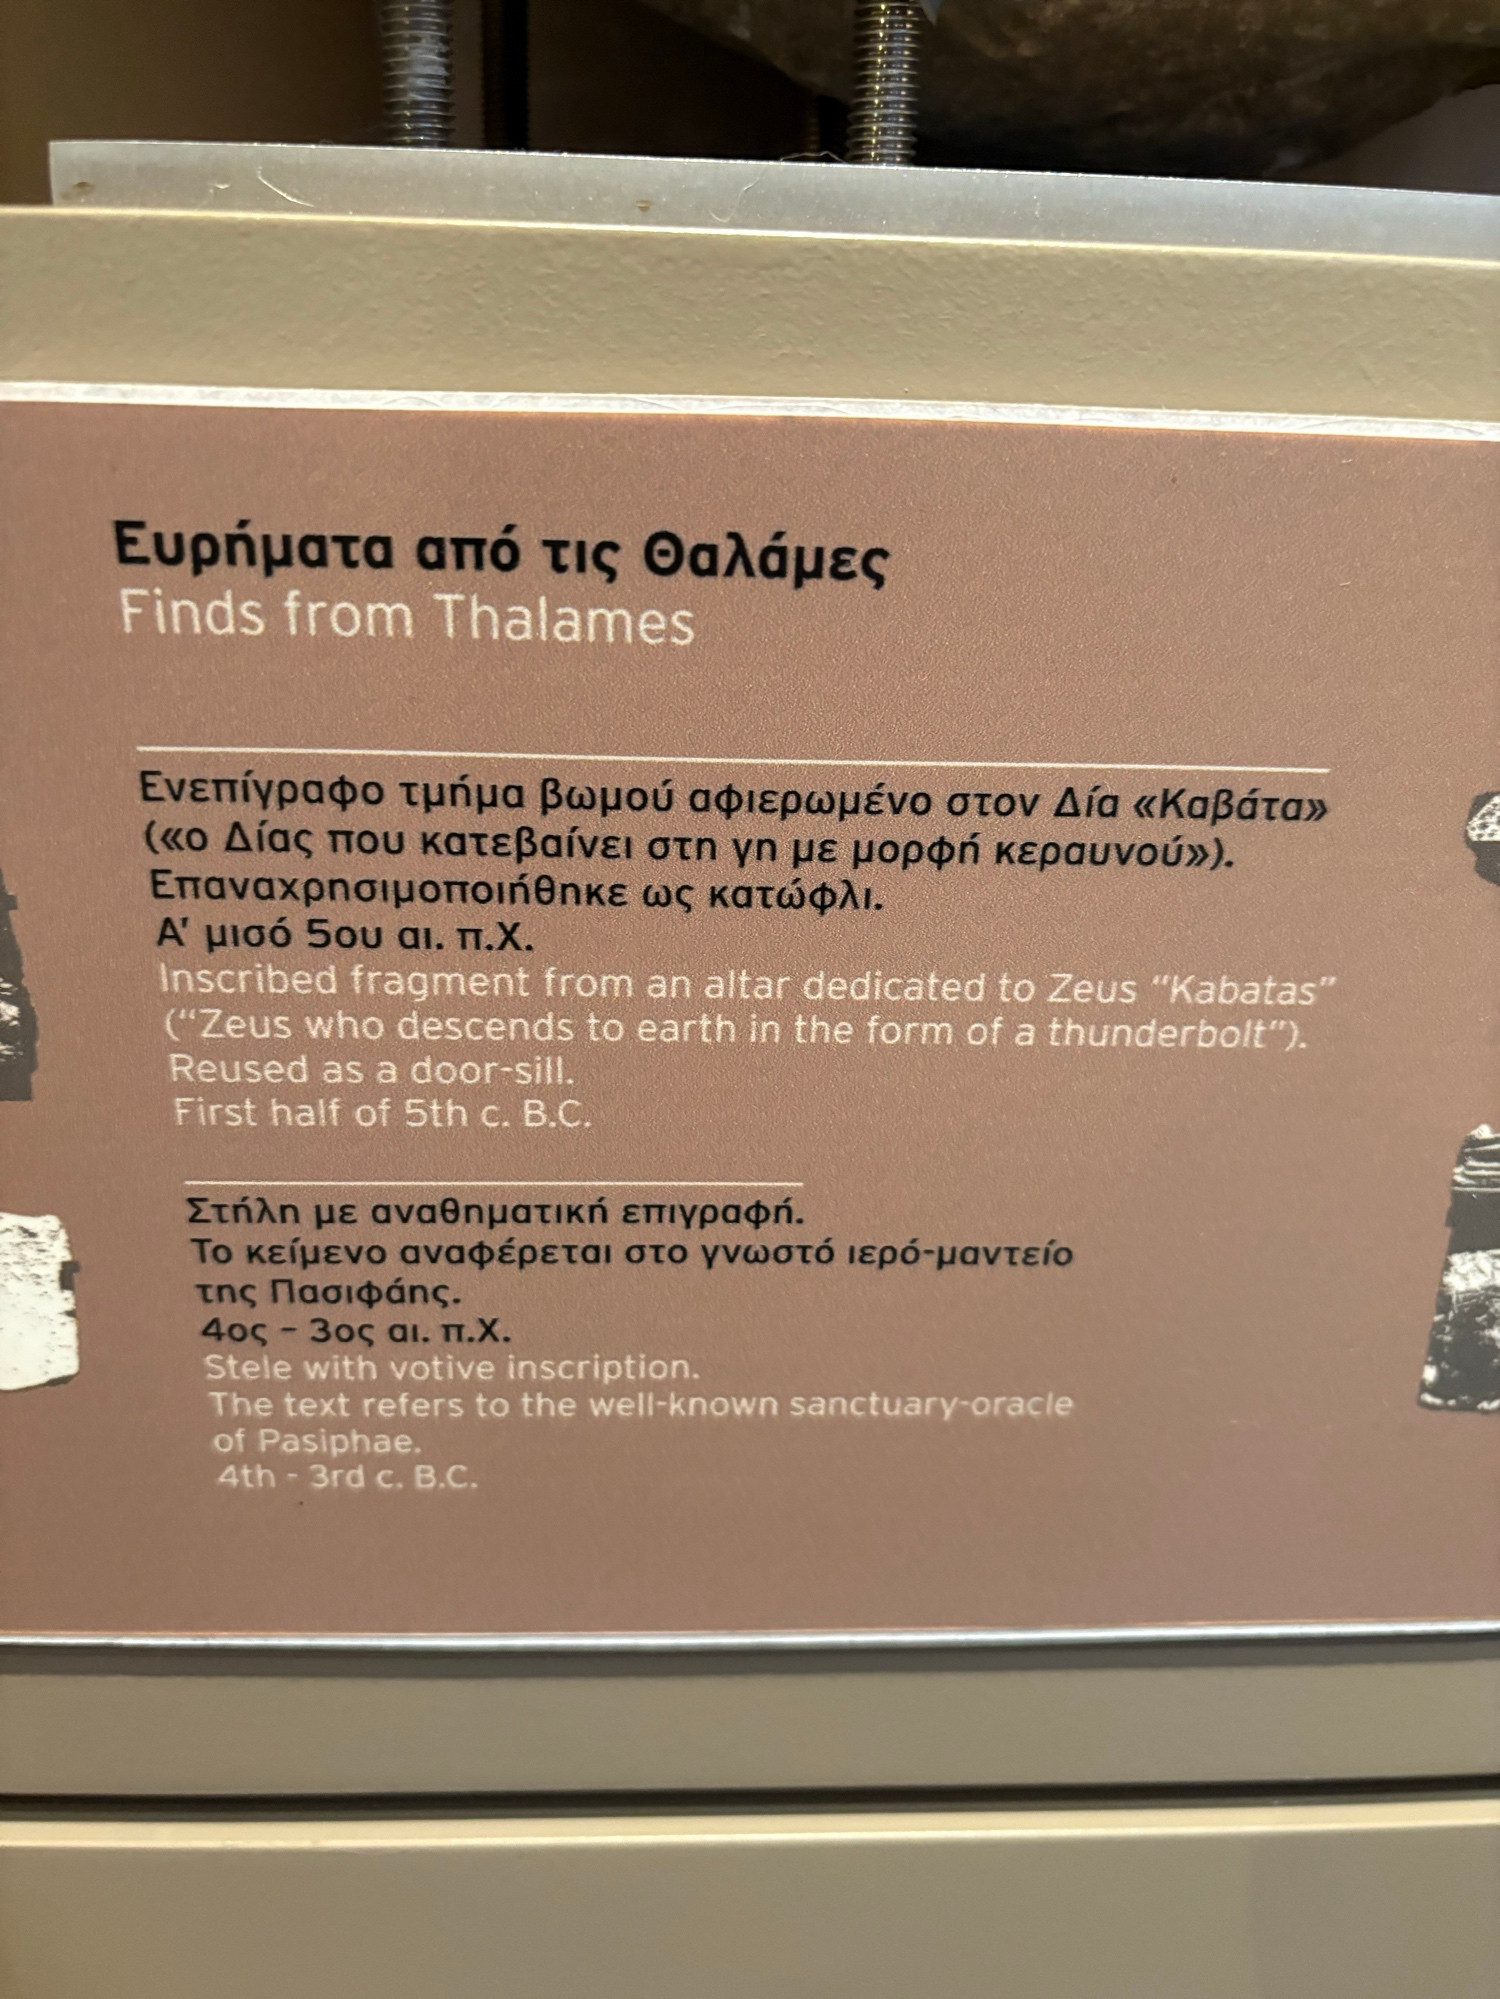 Ευρήματα από τις Θαλάμες
Finds from Thalames
Ενεπίγραφο τμήμα βωμού αφιερωμένο στον Δία «Καβάτα»
(«ο Δίας που κατεβαίνει στη γη με μορφή κεραυνού»).
Επαναχρησιμοποιήθηκε ως κατώφλι.
Α' μισό 5ου αι. π.Χ.
Inscribed fragment from an altar dedicated to Zeus “Kabatas”
(“Zeus who descends to earth in the form of a thunderbolt”).
Reused as a door-sill.
First half of 5th c. B.C.
Στήλη με αναθηματική επιγραφή.
Το κείμενο αναφέρεται στο γνωστό ιερό-μαντείο
της Πασιφάης.
4ος – 3ος αι. π.Χ.
Stele with votive inscription.
The text refers to the well-known sanctuary-oracle
of Pasiphae.
4th - 3rd c. B.C.